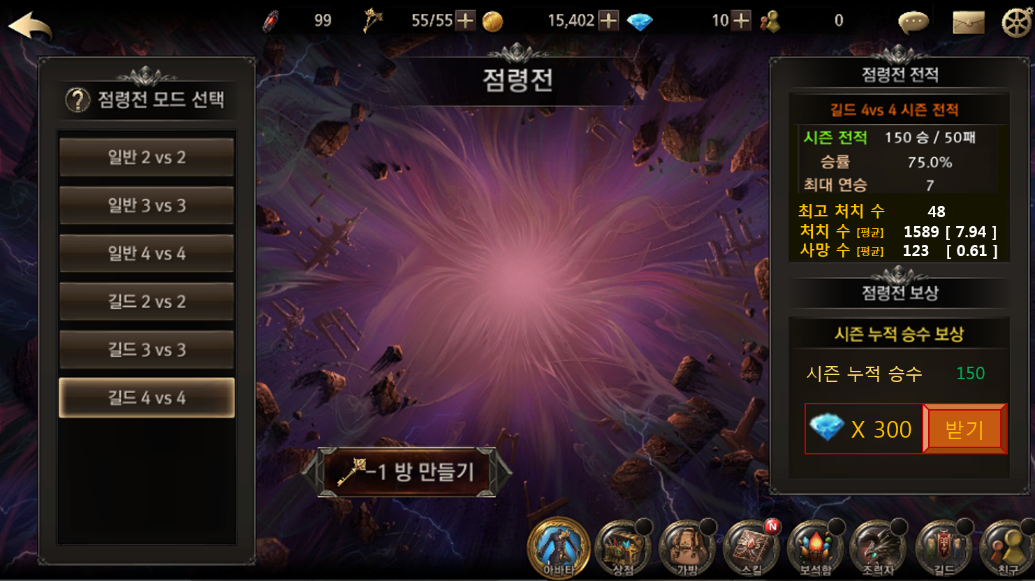 99 55/55 15,402 10 0
점령전
? 점령전 모드 선택
일반 2 vs 2
일반 3 vs 3
일반 4 vs 4
길드 2 vs 2
길드 3 vs 3
길드 4 vs 4
-1 방 만들기
점령전 전적
길드 4vs 4 시즌 전적
시즌 전적 150 승 / 50패
승률 75.0%
최대 연승 7
최고 처치 수 48
처치 수 [평균] 1589 [ 7.94 ]
사망 수 [평균] 123 [ 0.61 ]
점령전 보상
시즌 누적 승수 보상
시즌 누적 승수 150
X 300 받기
N
아바타 상점 가방 스킬 보석함 조력자 길드 친구